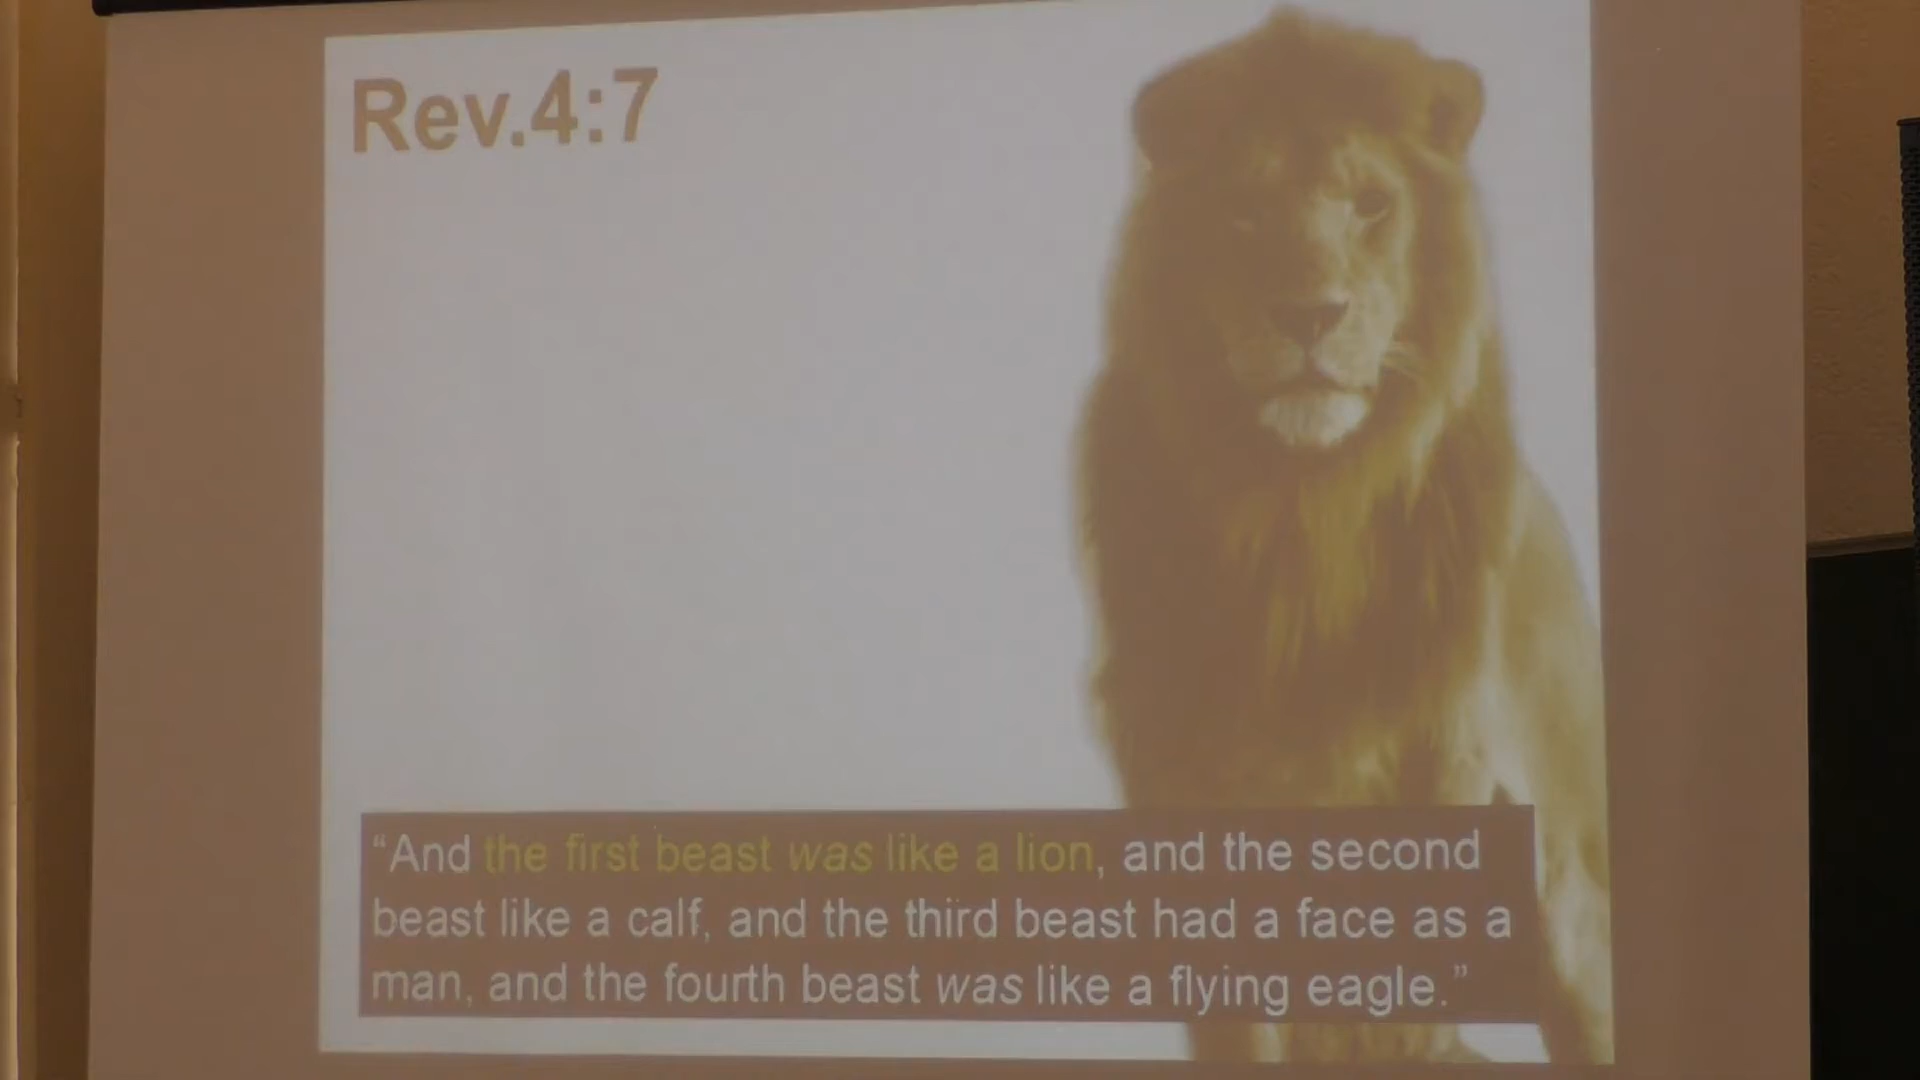 Rev.4:7
“And the first beast was like a lion, and the second
beast like a calf, and the third beast had a face as a
man, and the fourth beast was like a flying eagle.”